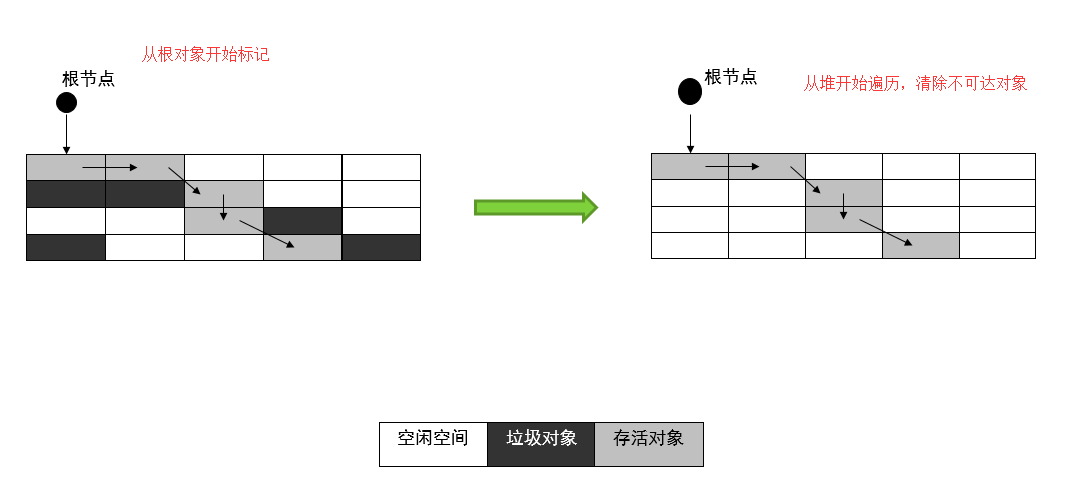 从根对象开始标记
根节点
根节点
从堆开始遍历，清除不可达对象
空闲空间
垃圾对象
存活对象